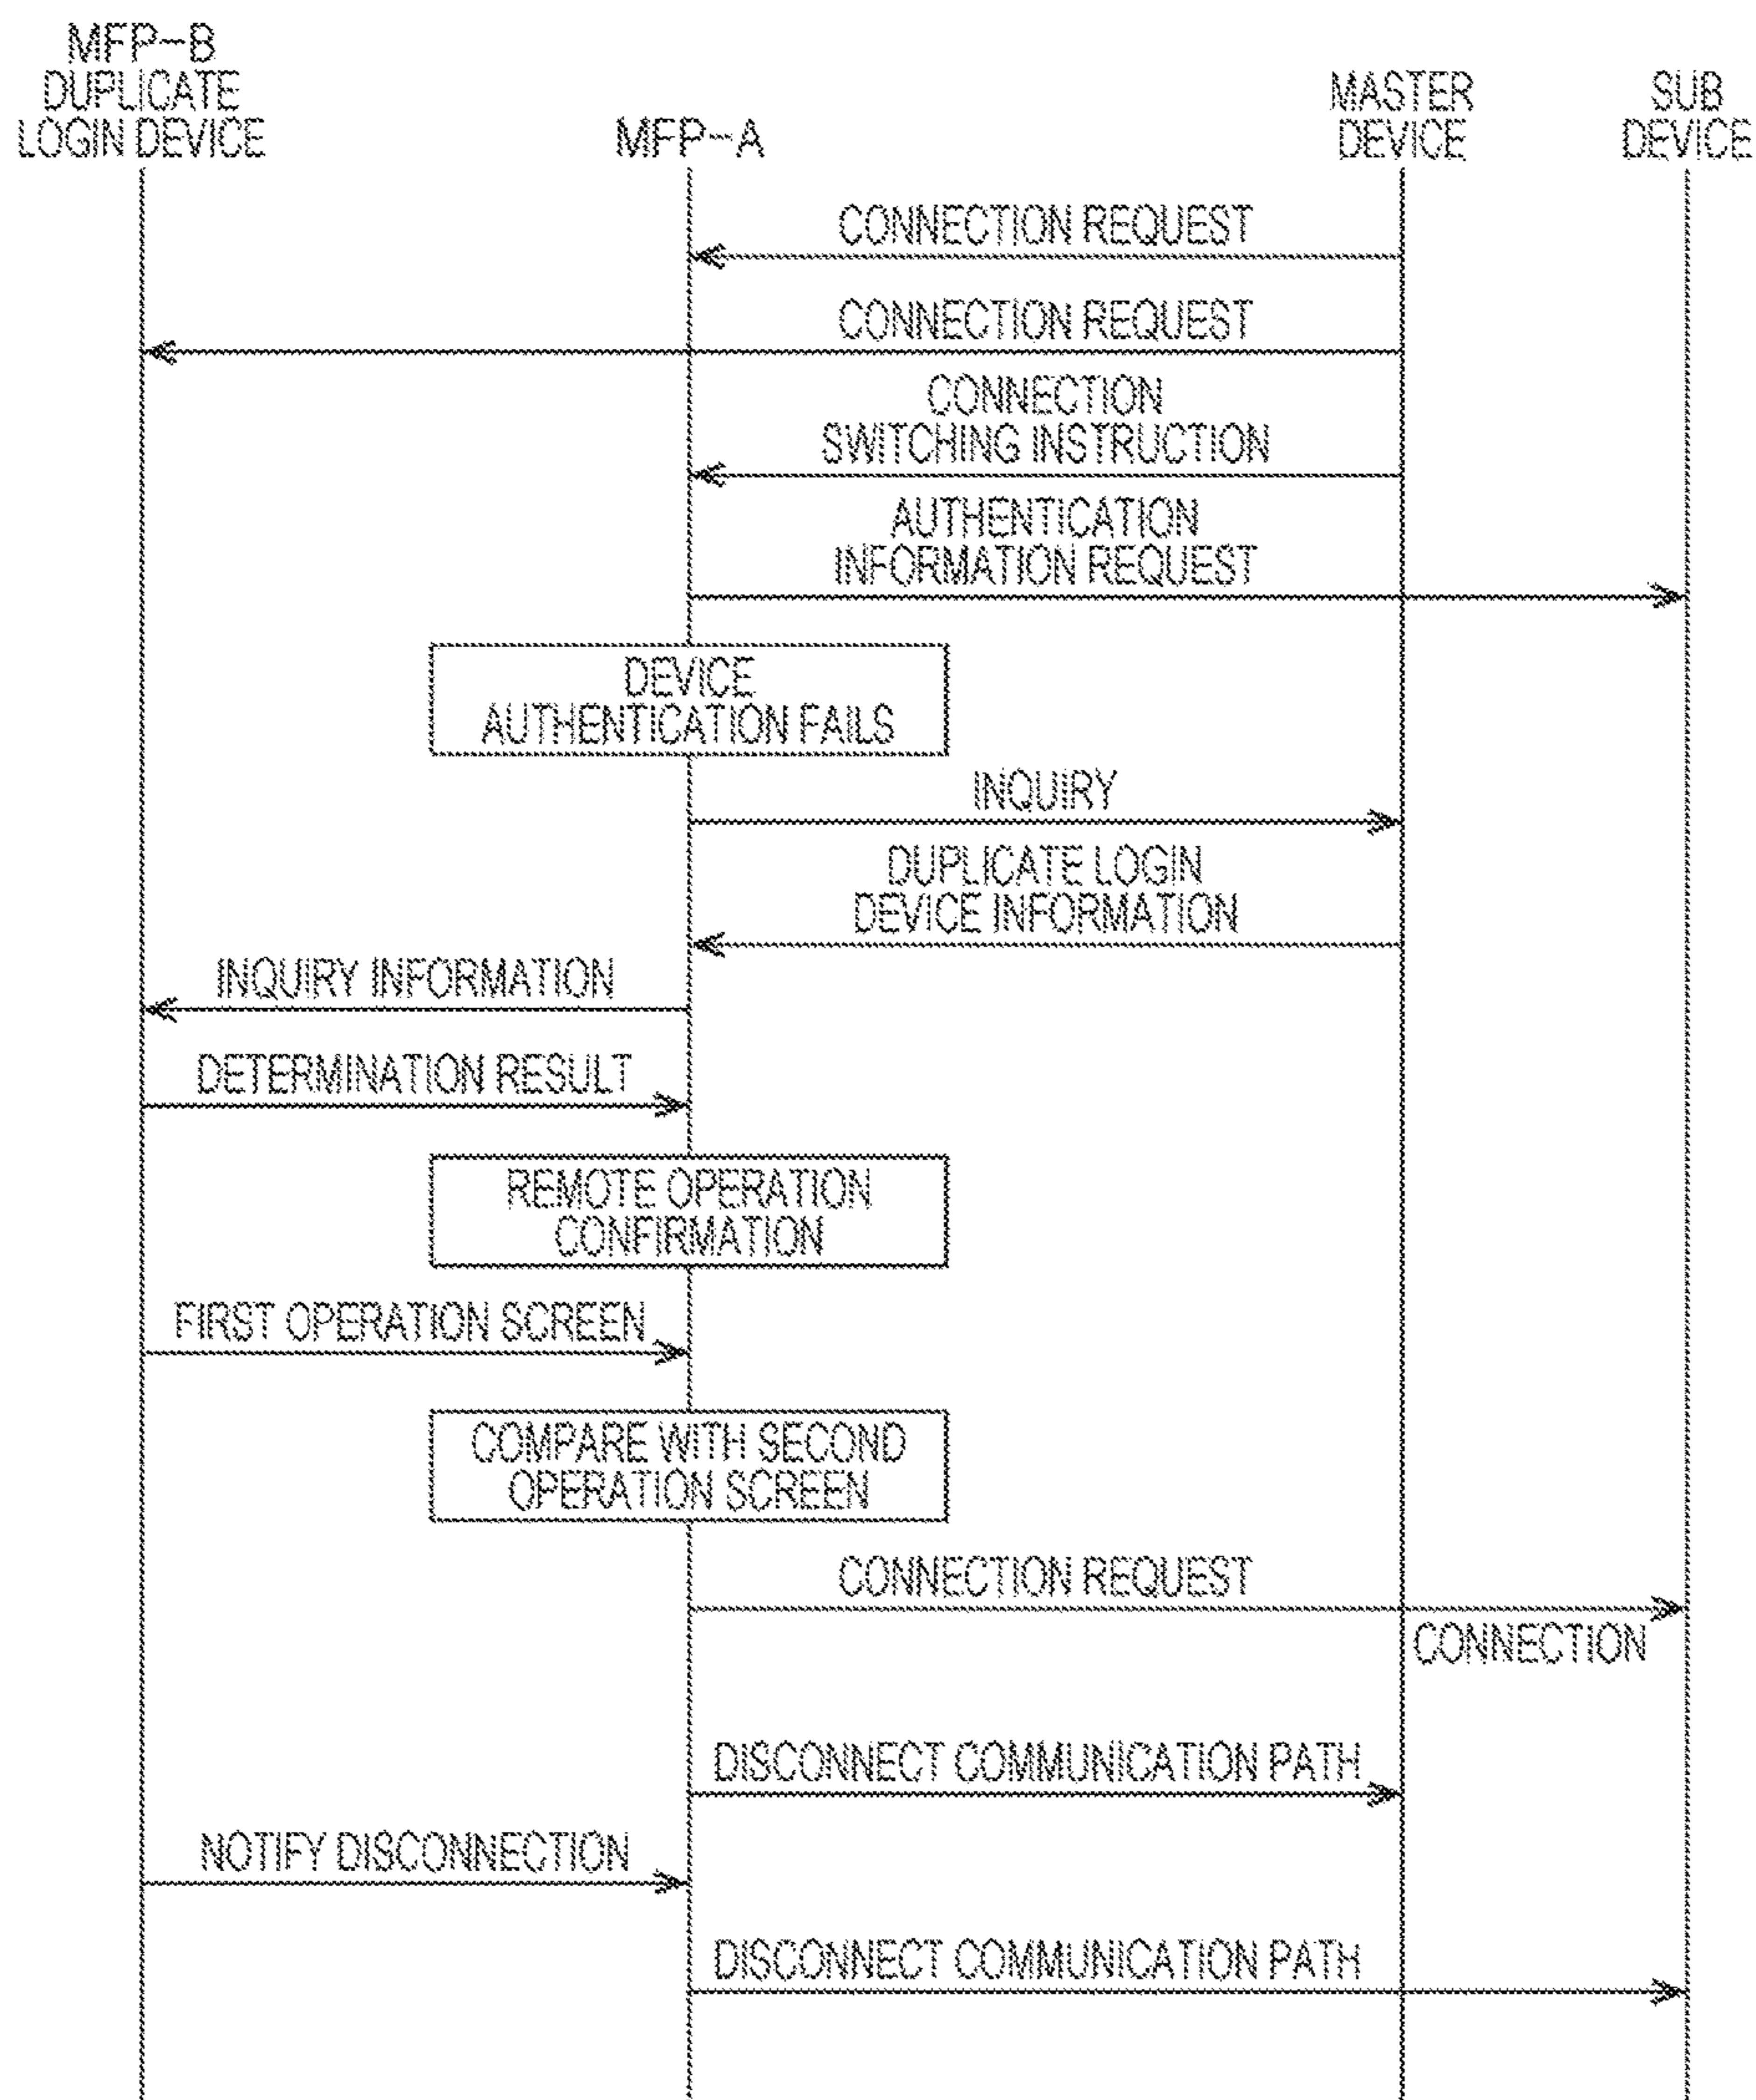 MFP-B
DUPLICATE
LOGIN DEVICE
MFP-A
MASTER
DEVICE
SUB
DEVICE
CONNECTION REQUEST
CONNECTION REQUEST
CONNECTION
SWITCHING INSTRUCTION
AUTHENTICATION
INFORMATION REQUEST
DEVICE
AUTHENTICATION FAILS
INQUIRY
DUPLICATE LOGIN
DEVICE INFORMATION
INQUIRY INFORMATION
DETERMINATION RESULT
REMOTE OPERATION
CONFIRMATION
FIRST OPERATION SCREEN
COMPARE WITH SECOND
OPERATION SCREEN
CONNECTION REQUEST
CONNECTION
DISCONNECT COMMUNICATION PATH
NOTIFY DISCONNECTION
DISCONNECT COMMUNICATION PATH